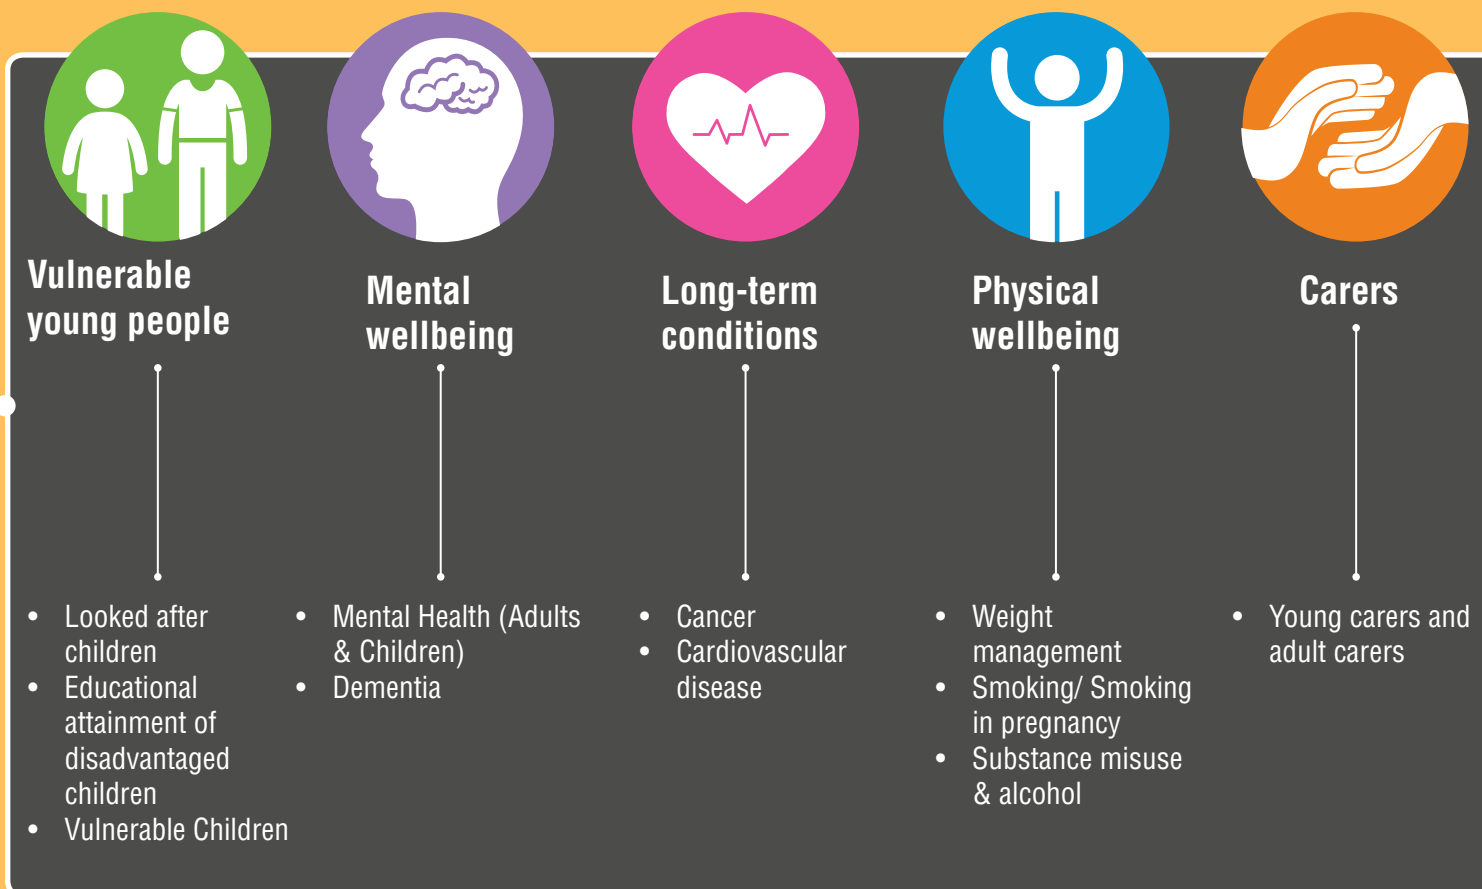 Vulnerable
young people
• Looked after
children
• Educational
attainment of
disadvantaged
children
• Vulnerable Children
Mental
wellbeing
• Mental Health (Adults
& Children)
• Dementia
Long-term
conditions
• Cancer
• Cardiovascular
disease
Physical
wellbeing
• Weight
management
• Smoking/ Smoking
in pregnancy
• Substance misuse
& alcohol
Carers
• Young carers and
adult carers